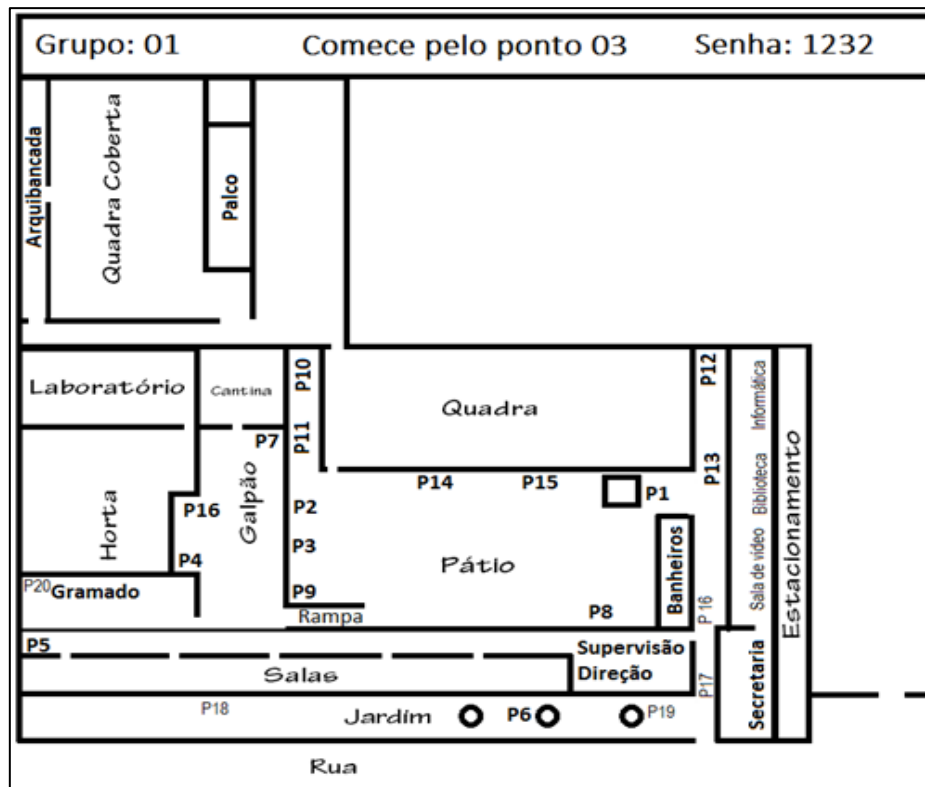 Grupo: 01 Comece pelo ponto 03 Senha: 1232
Arquibancada
Quadra Coberta
Palco
Laboratório
Cantina
P10
P12
Informática
Quadra
P7
P11
P13
Biblioteca
Estacionamento
P14
P15
P1
Horta
P16
Galpão
P2
P3
P4
Pátio
Banheiros
Sala de vídeo
P20 Gramado
P9
Rampa
P8
P16
P5
Supervisão
Direção
Salas
P17
Secretaria
P18
Jardim
P6
P19
Rua